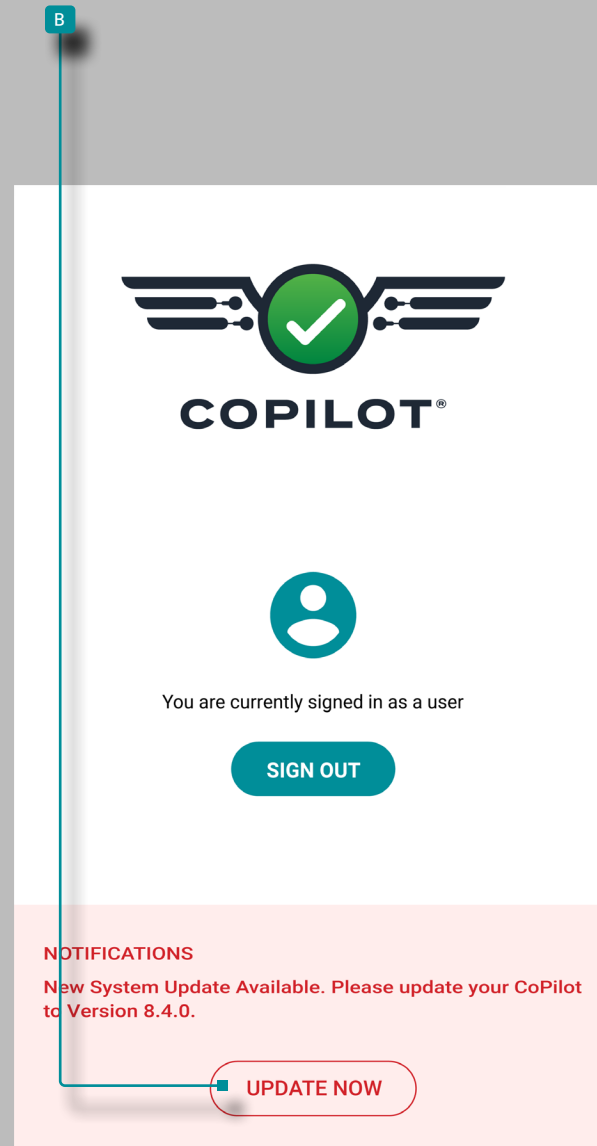 B
COPILOT®
You are currently signed in as a user
SIGN OUT
NOTIFICATIONS
New System Update Available. Please update your CoPilot
to Version 8.4.0.
UPDATE NOW